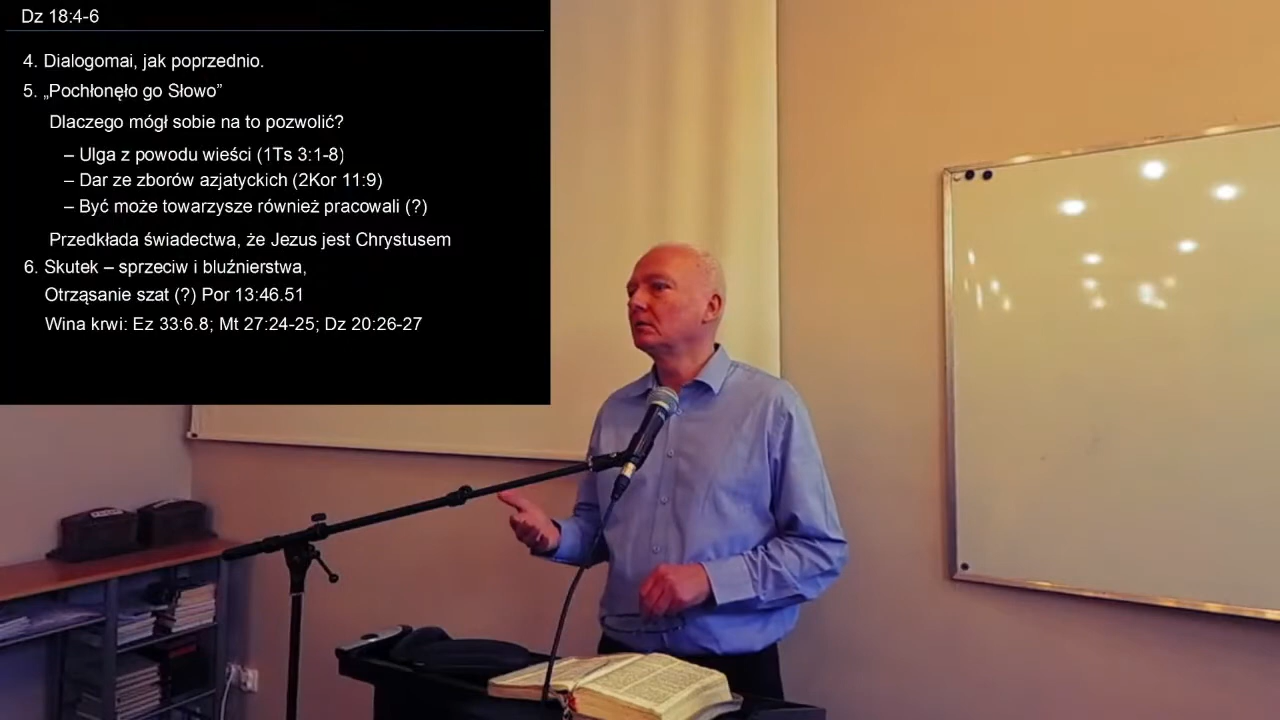 Dz 18:4-6
4. Dialogomai, jak poprzednio.
5. „Pochłonęło go Słowo”
Dlaczego mógł sobie na to pozwolić?
– Ulga z powodu wieści (1Ts 3:1-8)
– Dar ze zborów azjatyckich (2Kor 11:9)
– Być może towarzysze również pracowali (?)
Przedkłada świadectwa, że Jezus jest Chrystusem
6. Skutek – sprzeciw i bluźnierstwa,
Otrząsanie szat (?) Por 13:46.51
Wina krwi: Ez 33:6.8; Mt 27:24-25; Dz 20:26-27